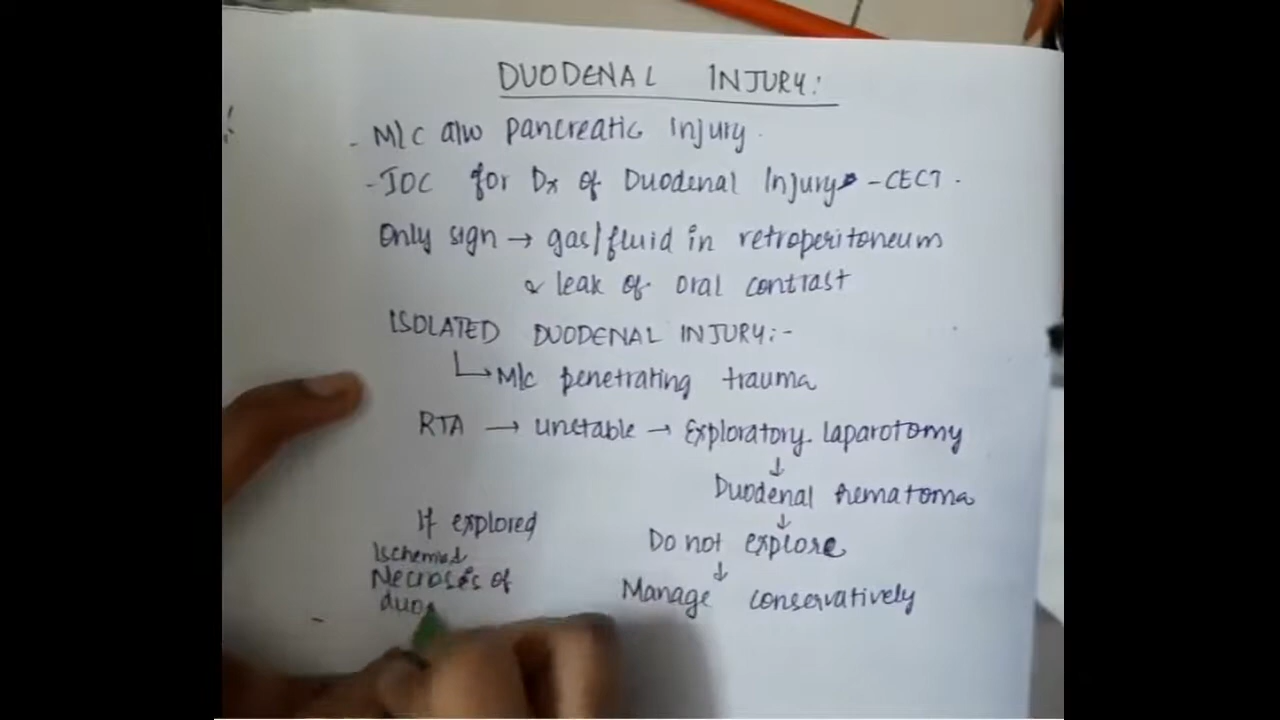 DUODENAL INJURY:
- M/c a/w pancreatic injury.
- IOC for Dx of Duodenal Injury - CECT.
Only sign → gas/fluid in retroperitoneum
& leak of oral contrast
ISOLATED DUODENAL INJURY:-
↳ M/c penetrating trauma
RTA → unstable → Exploratory laparotomy
↓
Duodenal hematoma
↓
Do not explore
↓
Manage conservatively
If explored
Ischemia
Necrosis of
duo